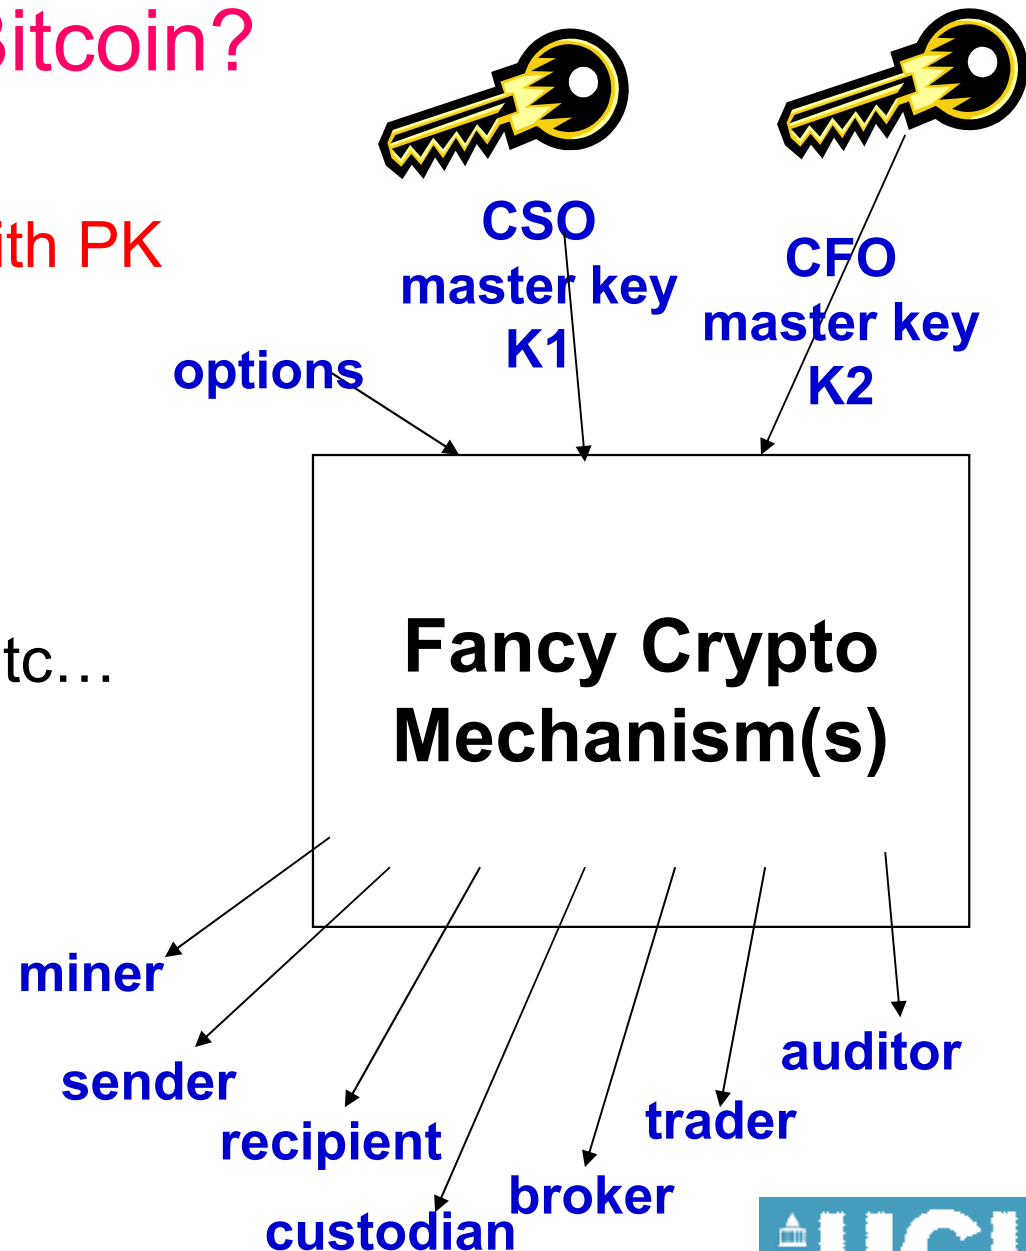 Bitcoin?
ith PK
CSO
master key
K1
CFO
master key
K2
options
tc…
Fancy Crypto
Mechanism(s)
miner
sender
recipient
custodian
broker
trader
auditor